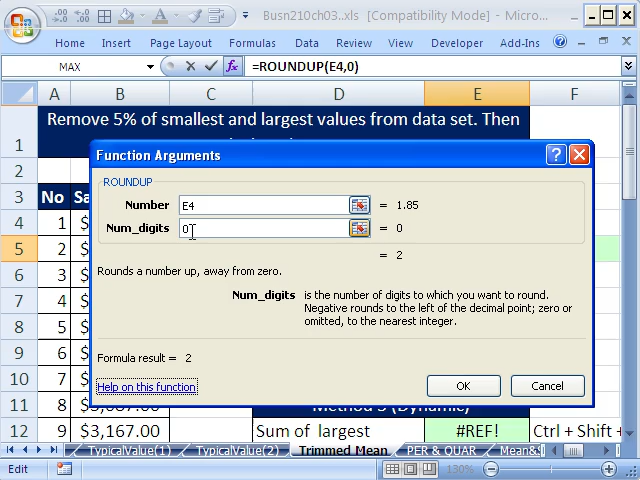 Busn210ch03.xls [Compatibility Mode] - Micro...
Home Insert Page Layout Formulas Data Review View Developer Add-Ins
MAX =ROUNDUP(E4,0)
A B C D E F
1 Remove 5% of smallest and largest values from data set. Then
2
3 No Sa
4 1 $
5 2 $
6 3 $
7 4 $
8 5 $
9 6 $
10 7 $
11 8
12 9 $3,167.00 Sum of largest #REF! Ctrl + Shift +
Function Arguments
ROUNDUP
Number E4 = 1.85
Num_digits 0 = 0
= 2
Rounds a number up, away from zero.
Num_digits is the number of digits to which you want to round.
Negative rounds to the left of the decimal point; zero or
omitted, to the nearest integer.
Formula result = 2
Help on this function OK Cancel
TypicalValue(1) TypicalValue(2) Trimmed Mean PER & QUAR Mean&
Edit 130%